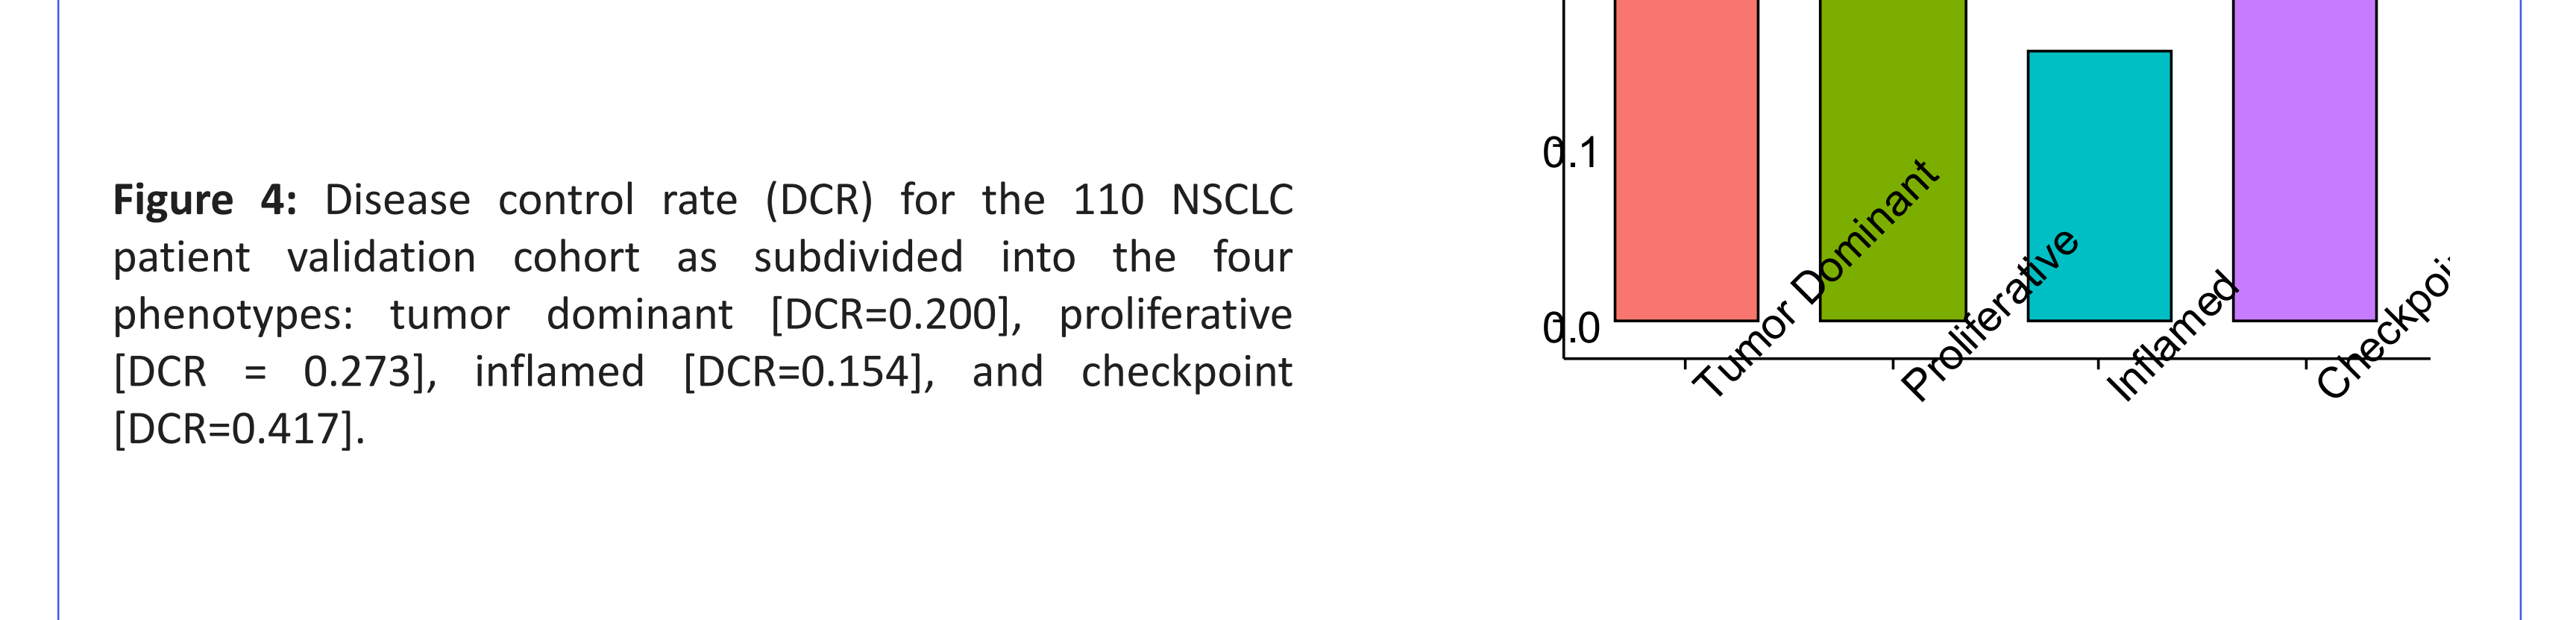 Figure 4: Disease control rate (DCR) for the 110 NSCLC
patient validation cohort as subdivided into the four
phenotypes: tumor dominant [DCR=0.200], proliferative
[DCR = 0.273], inflamed [DCR=0.154], and checkpoint
[DCR=0.417].
0.1
0.0
Tumor Dominant
Proliferative
Inflamed